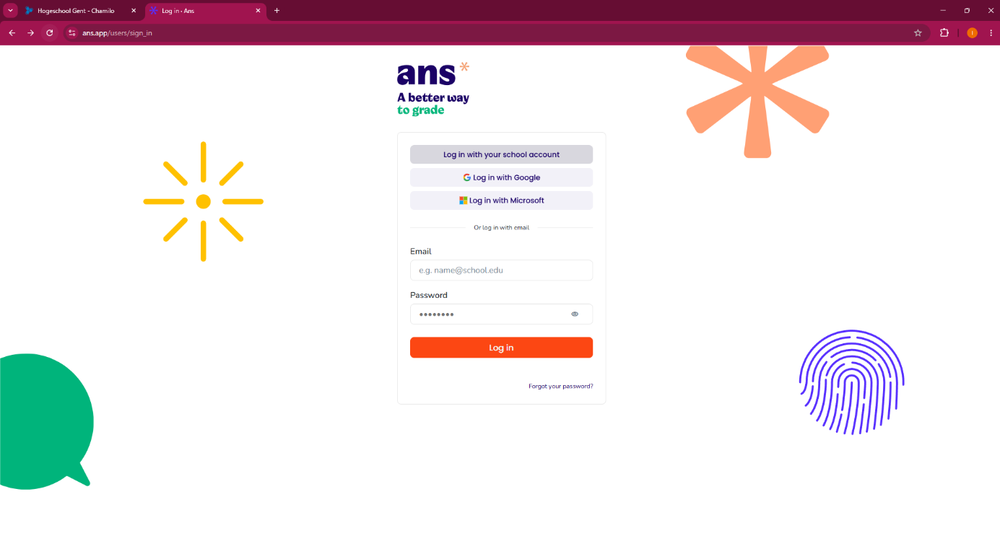 Hogeschool Gent - Chamilo
Log in · Ans
ans.app/users/sign_in
I
ans*
A better way
to grade
Log in with your school account
Log in with Google
Log in with Microsoft
Or log in with email
Email
e.g. name@school.edu
Password
••••••••
Log in
Forgot your password?